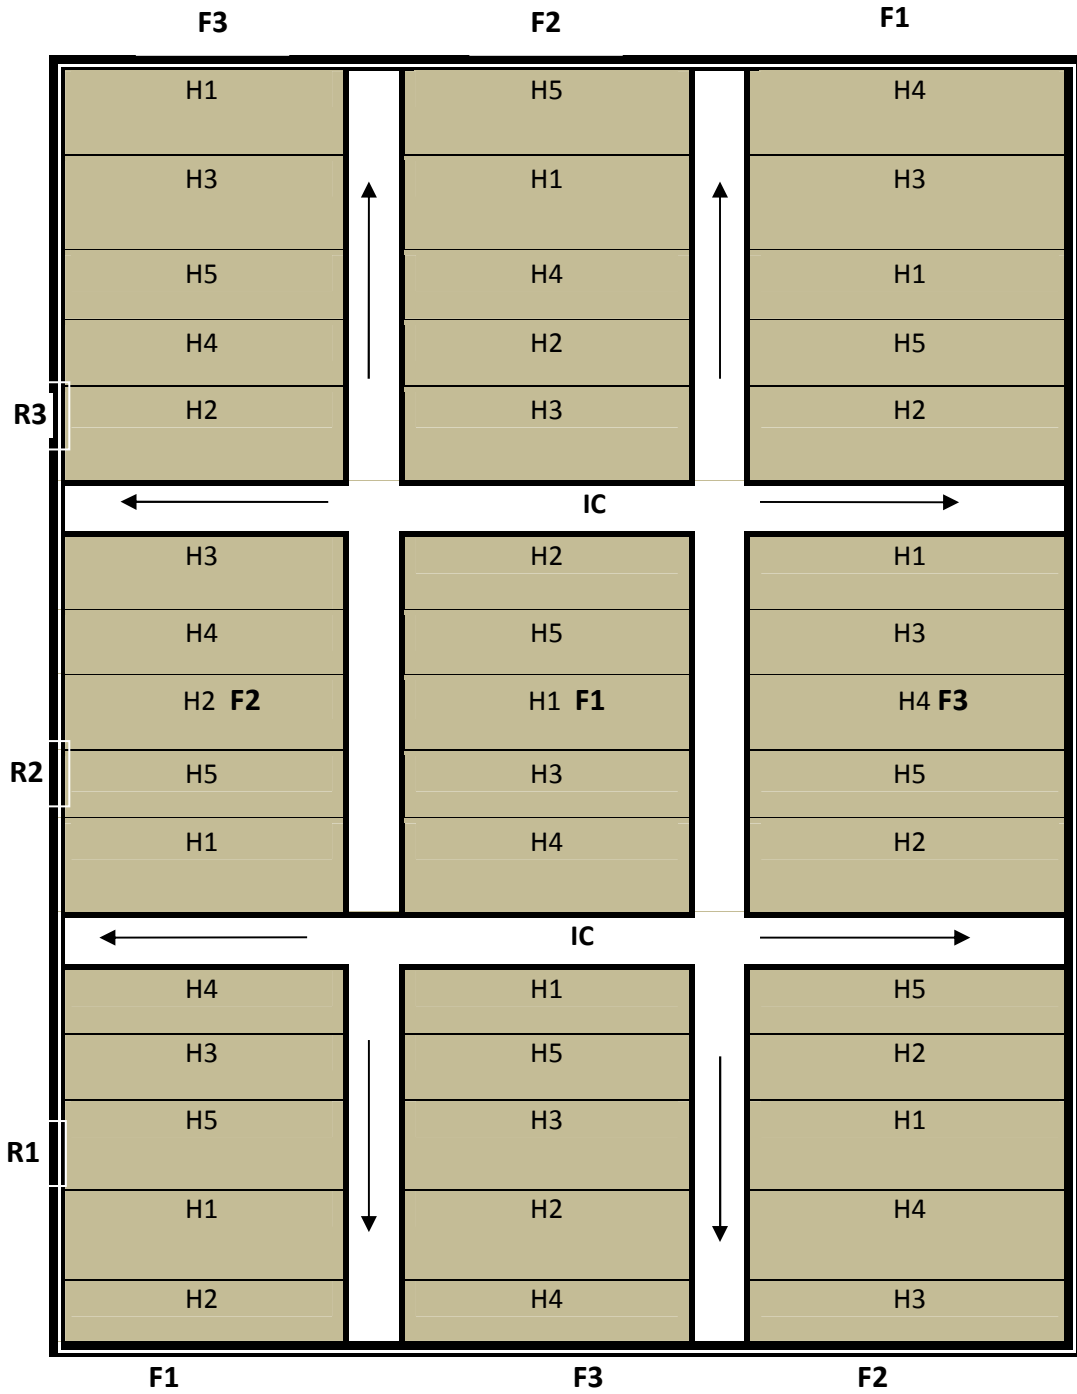 F3 F2 F1
H1 H5 H4
H3 H1 H3
H5 H4 H1
H4 H2 H5
R3 H2 H3 H2
IC
H3 H2 H1
H4 H5 H3
H2 F2 H1 F1 H4 F3
R2 H5 H3 H5
H1 H4 H2
IC
H4 H1 H5
H3 H5 H2
H5 H3 H1
R1
H1 H2 H4
H2 H4 H3
F1 F3 F2